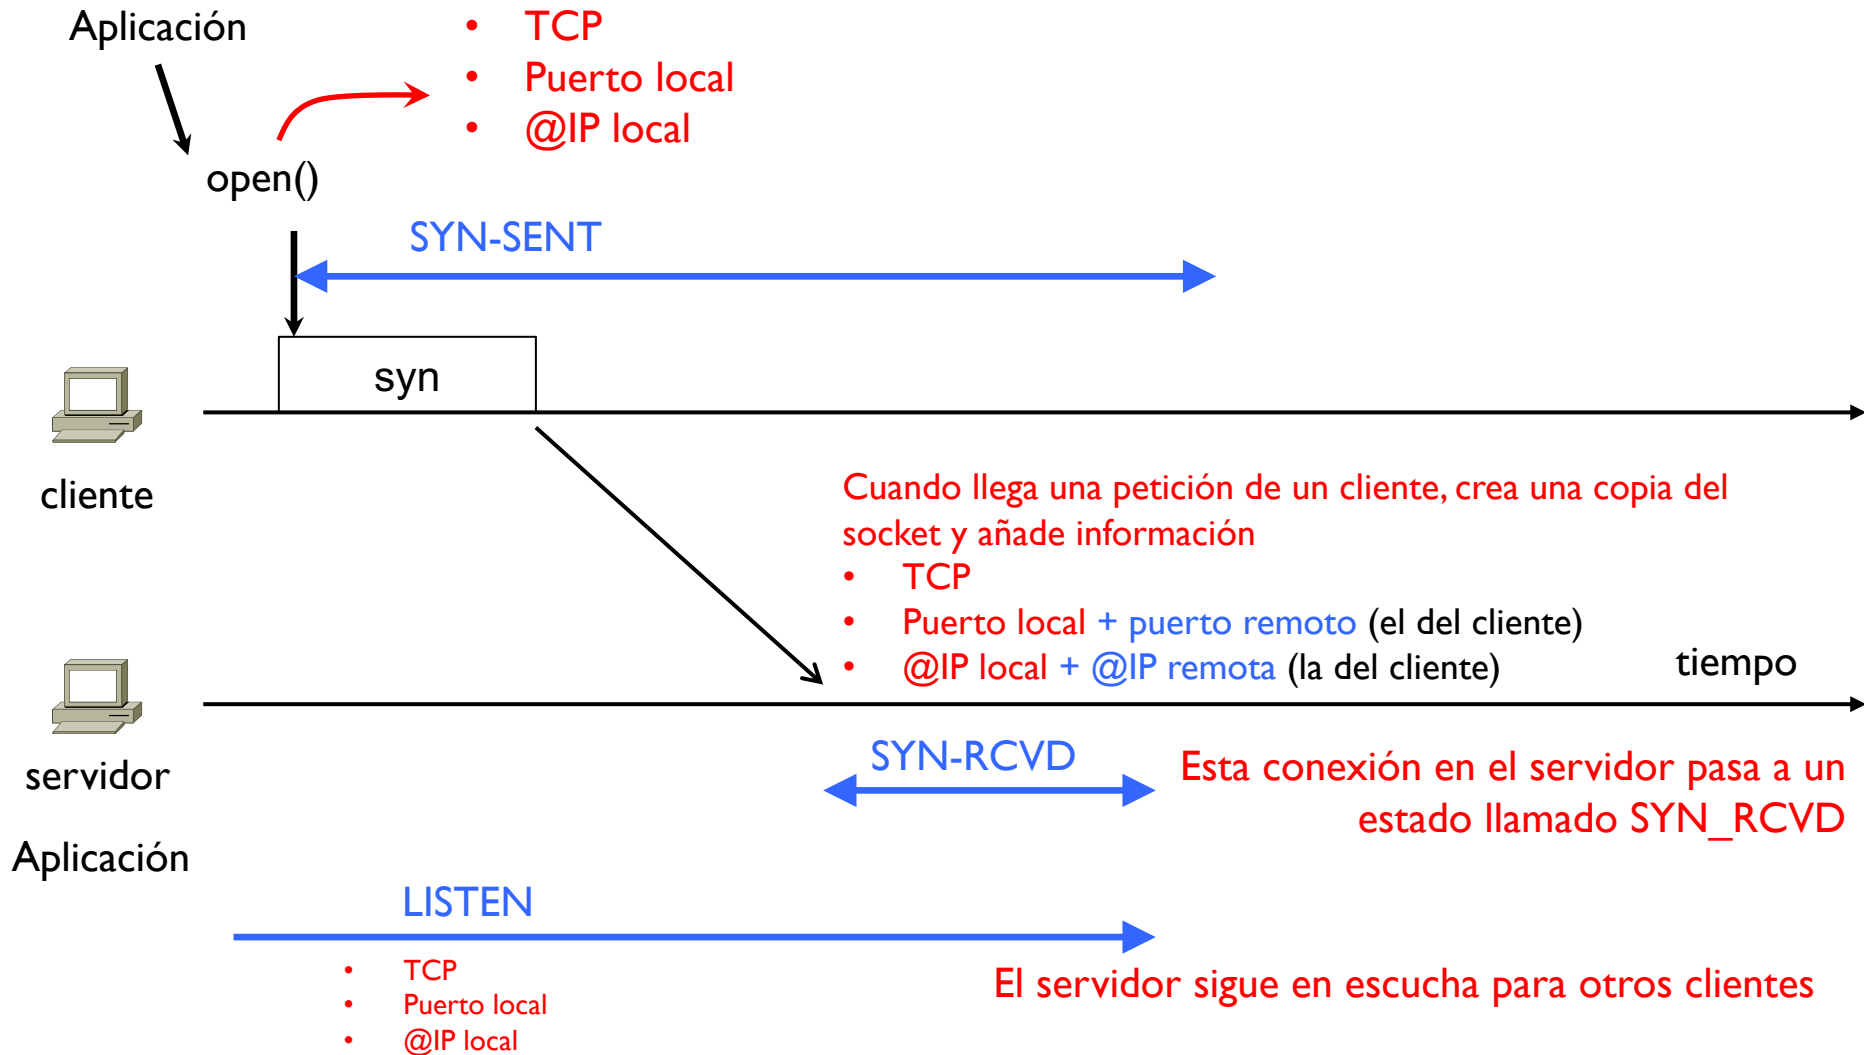 Aplicación
• TCP
• Puerto local
• @IP local
open()
SYN-SENT
syn
cliente
Cuando llega una petición de un cliente, crea una copia del
socket y añade información
• TCP
• Puerto local + puerto remoto (el del cliente)
• @IP local + @IP remota (la del cliente)
tiempo
servidor
SYN-RCVD
Esta conexión en el servidor pasa a un
estado llamado SYN_RCVD
Aplicación
LISTEN
• TCP
• Puerto local
• @IP local
El servidor sigue en escucha para otros clientes